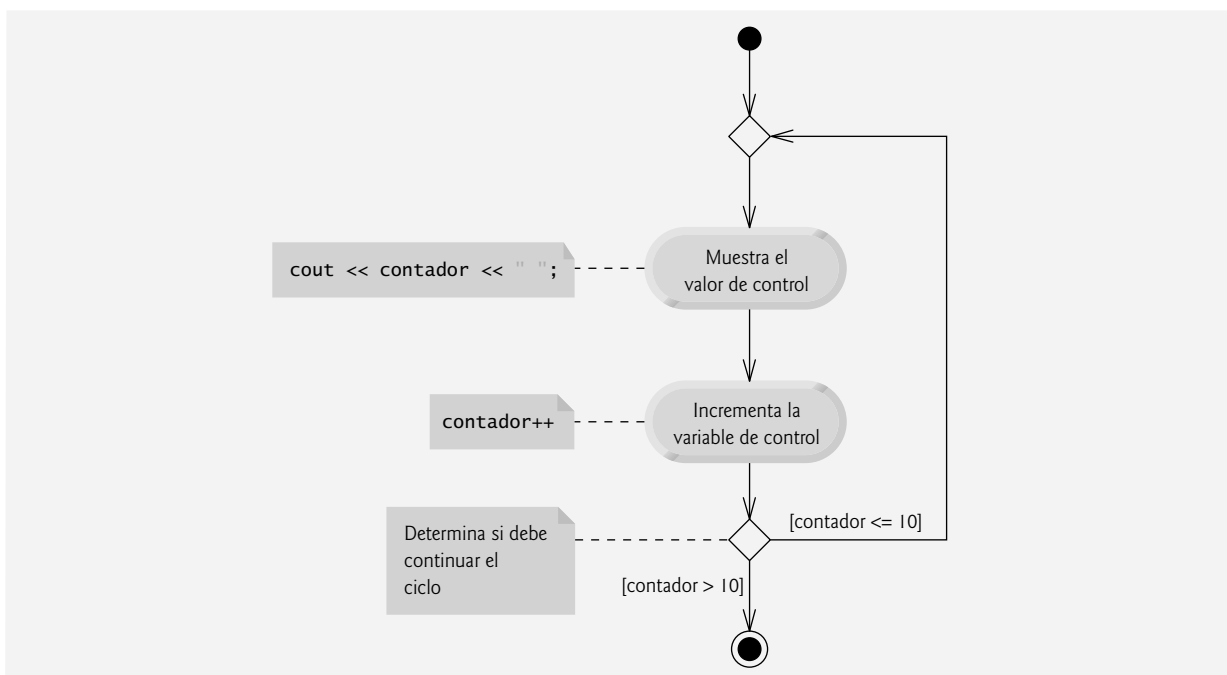 cout << contador << " ";
Muestra el
valor de control
contador++
Incrementa la
variable de control
Determina si debe
continuar el
ciclo
[contador <= 10]
[contador > 10]